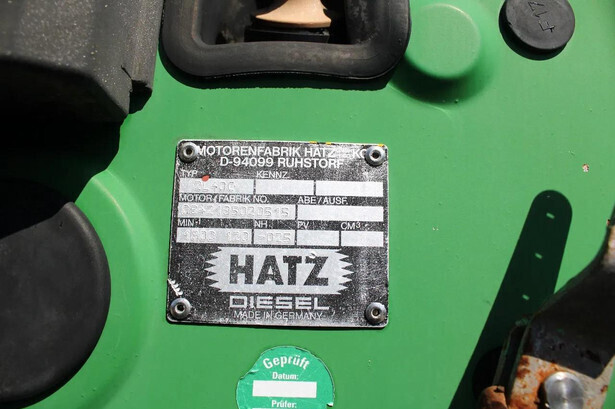 MOTORENFABRIK HATZ KG
D-94099 RUHSTORF
TYP KENNZ.
MOTOR/FABRIK NO. ABE/AUSF.
MIN⁻¹ NH PV CM³
HATZ
DIESEL
MADE IN GERMANY
Geprüft
Datum:
Prüfer: